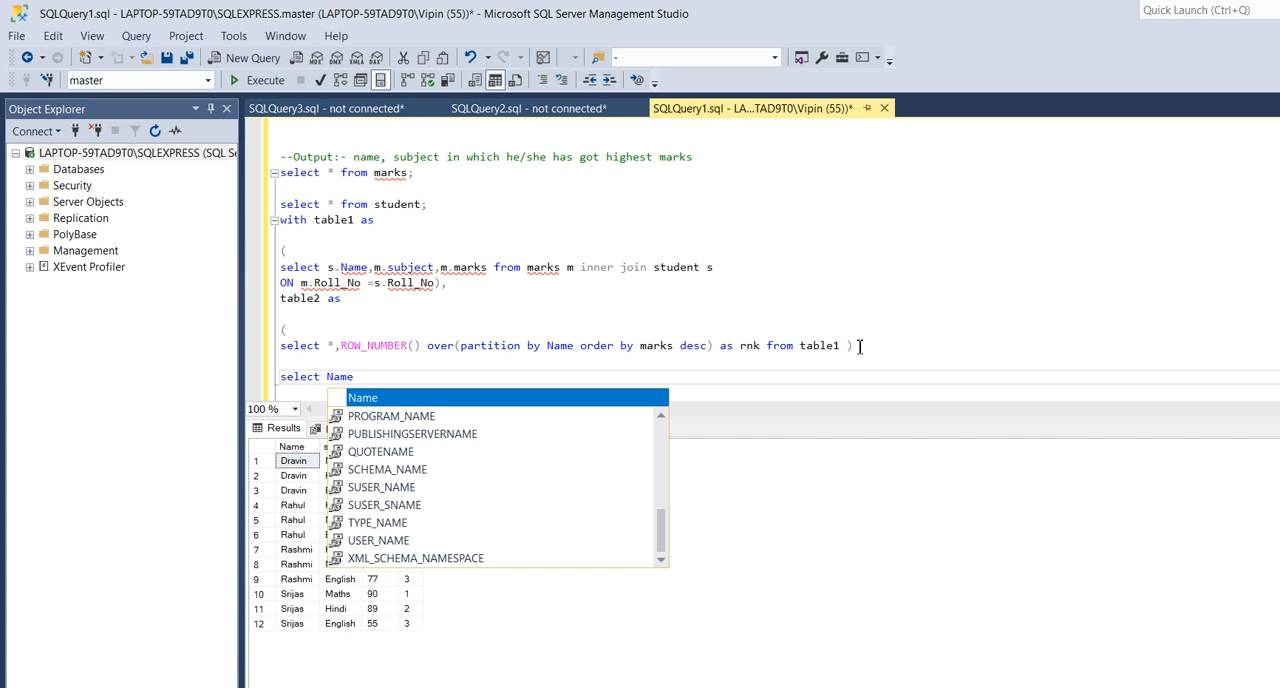 SQLQuery1.sql - LAPTOP-59TAD9T0\SQLEXPRESS.master (LAPTOP-59TAD9T0\Vipin (55))* - Microsoft SQL Server Management Studio
Quick Launch (Ctrl+Q)
File Edit View Query Project Tools Window Help
New Query
master
Execute
Object Explorer
SQLQuery3.sql - not connected*
SQLQuery2.sql - not connected*
SQLQuery1.sql - LA...TAD9T0\Vipin (55))*
Connect
LAPTOP-59TAD9T0\SQLEXPRESS (SQL Se
Databases
Security
Server Objects
Replication
PolyBase
Management
XEvent Profiler
--Output:- name, subject in which he/she has got highest marks
select * from marks;
select * from student;
with table1 as
(
select s.Name,m.subject,m.marks from marks m inner join student s
ON m.Roll_No =s.Roll_No),
table2 as
(
select *,ROW_NUMBER() over(partition by Name order by marks desc) as rnk from table1 )
select Name
Name
PROGRAM_NAME
PUBLISHINGSERVERNAME
QUOTENAME
SCHEMA_NAME
SUSER_NAME
SUSER_SNAME
TYPE_NAME
USER_NAME
XML_SCHEMA_NAMESPACE
100 %
Results
Name
1 Dravin
2 Dravin
3 Dravin
4 Rahul
5 Rahul
6 Rahul
7 Rashmi
8 Rashmi
9 Rashmi English 77 3
10 Srijas Maths 90 1
11 Srijas Hindi 89 2
12 Srijas English 55 3